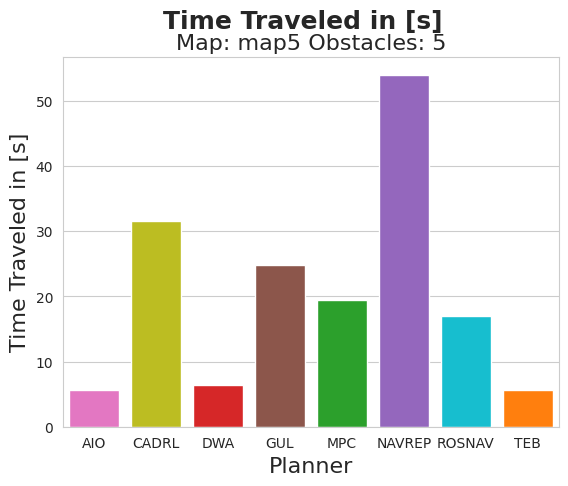 Time Traveled in [s]
Map: map5 Obstacles: 5
Time Traveled in [s]
50
40
30
20
10
0
AIO CADRL DWA GUL MPC NAVREP ROSNAV TEB
Planner